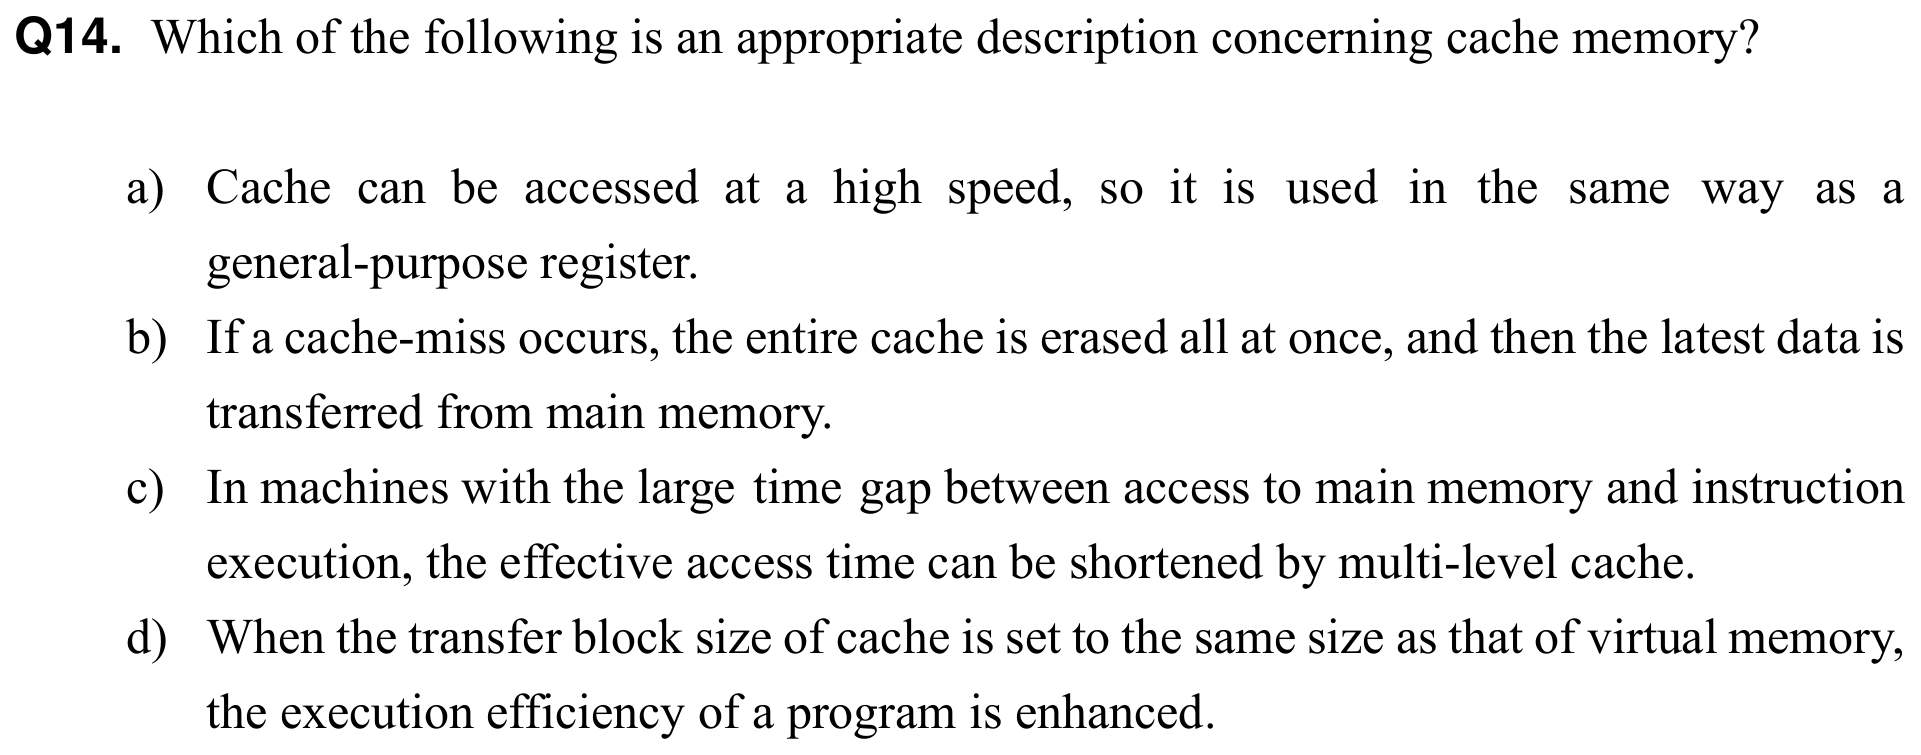 Q14. Which of the following is an appropriate description concerning cache memory?
a) Cache can be accessed at a high speed, so it is used in the same way as a
general-purpose register.
b) If a cache-miss occurs, the entire cache is erased all at once, and then the latest data is
transferred from main memory.
c) In machines with the large time gap between access to main memory and instruction
execution, the effective access time can be shortened by multi-level cache.
d) When the transfer block size of cache is set to the same size as that of virtual memory,
the execution efficiency of a program is enhanced.